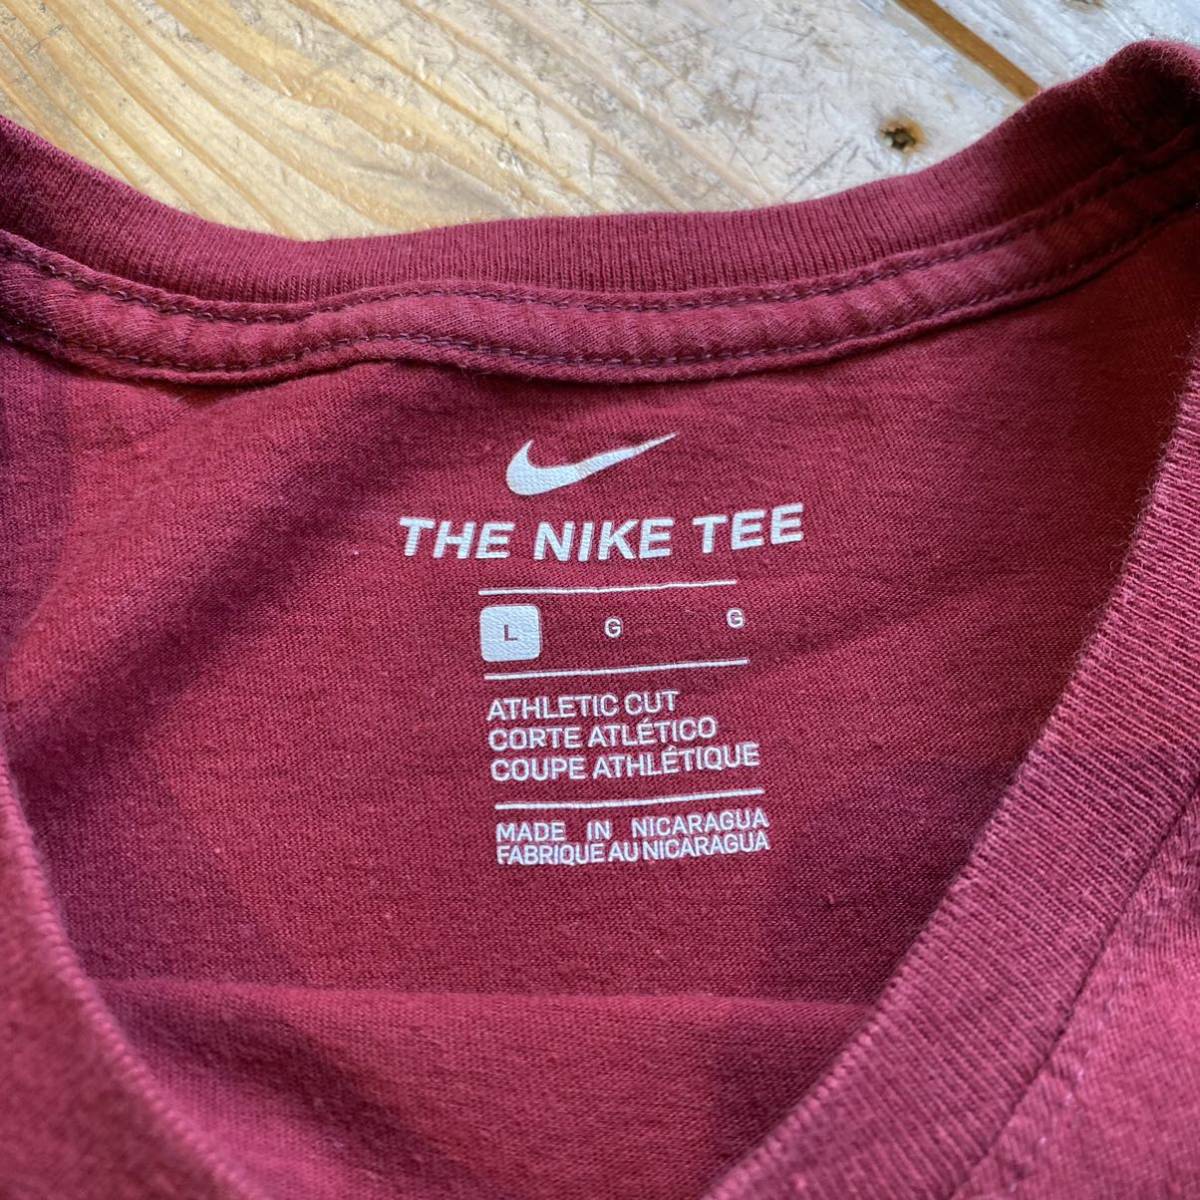 THE NIKE TEE
L G G
ATHLETIC CUT
CORTE ATLÉTICO
COUPE ATHLÉTIQUE
MADE IN NICARAGUA
FABRIQUE AU NICARAGUA